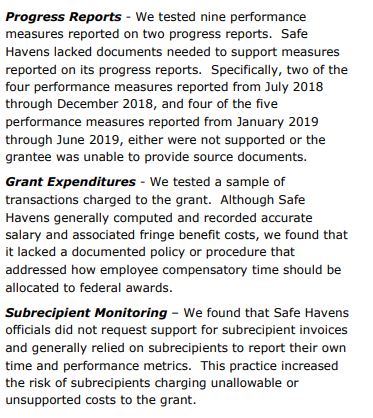 Progress Reports - We tested nine performance
measures reported on two progress reports.  Safe
Havens lacked documents needed to support measures
reported on its progress reports.  Specifically, two of the
four performance measures reported from July 2018
through December 2018, and four of the five
performance measures reported from January 2019
through June 2019, either were not supported or the
grantee was unable to provide source documents.
Grant Expenditures - We tested a sample of
transactions charged to the grant.  Although Safe
Havens generally computed and recorded accurate
salary and associated fringe benefit costs, we found that
it lacked a documented policy or procedure that
addressed how employee compensatory time should be
allocated to federal awards.
Subrecipient Monitoring – We found that Safe Havens
officials did not request support for subrecipient invoices
and generally relied on subrecipients to report their own
time and performance metrics.  This practice increased
the risk of subrecipients charging unallowable or
unsupported costs to the grant.